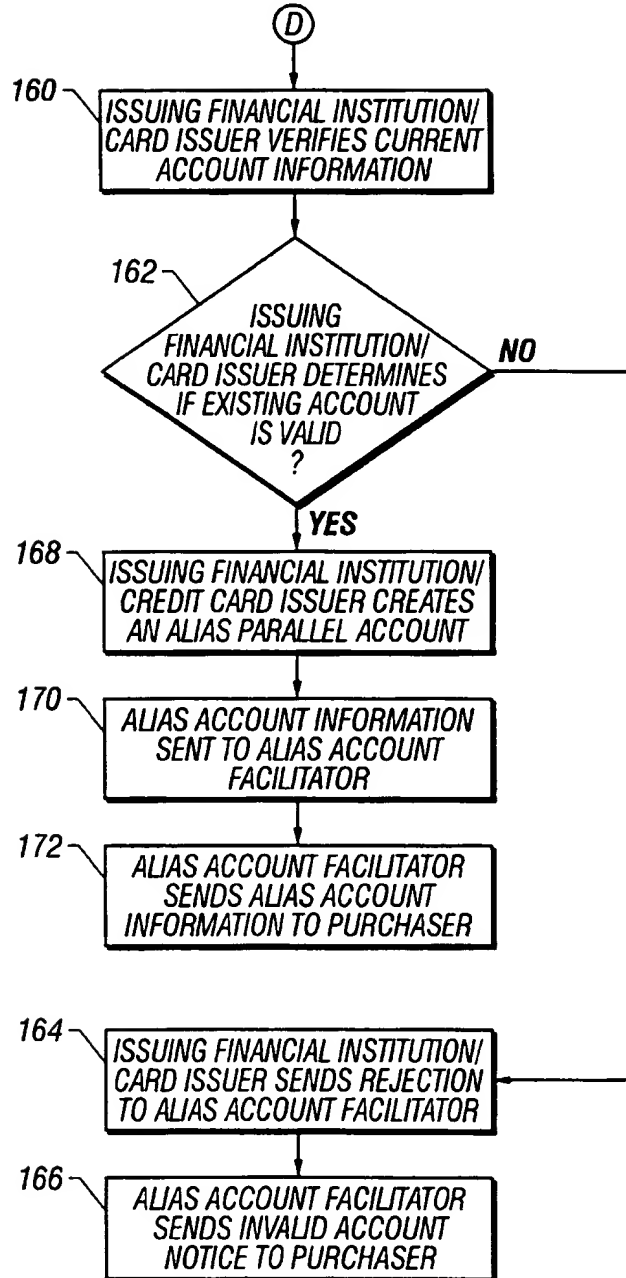 D
160
ISSUING FINANCIAL INSTITUTION/
CARD ISSUER VERIFIES CURRENT
ACCOUNT INFORMATION
162
ISSUING
FINANCIAL INSTITUTION/
CARD ISSUER DETERMINES
IF EXISTING ACCOUNT
IS VALID
?
NO
YES
168
ISSUING FINANCIAL INSTITUTION/
CREDIT CARD ISSUER CREATES
AN ALIAS PARALLEL ACCOUNT
170
ALIAS ACCOUNT INFORMATION
SENT TO ALIAS ACCOUNT
FACILITATOR
172
ALIAS ACCOUNT FACILITATOR
SENDS ALIAS ACCOUNT
INFORMATION TO PURCHASER
164
ISSUING FINANCIAL INSTITUTION/
CARD ISSUER SENDS REJECTION
TO ALIAS ACCOUNT FACILITATOR
166
ALIAS ACCOUNT FACILITATOR
SENDS INVALID ACCOUNT
NOTICE TO PURCHASER